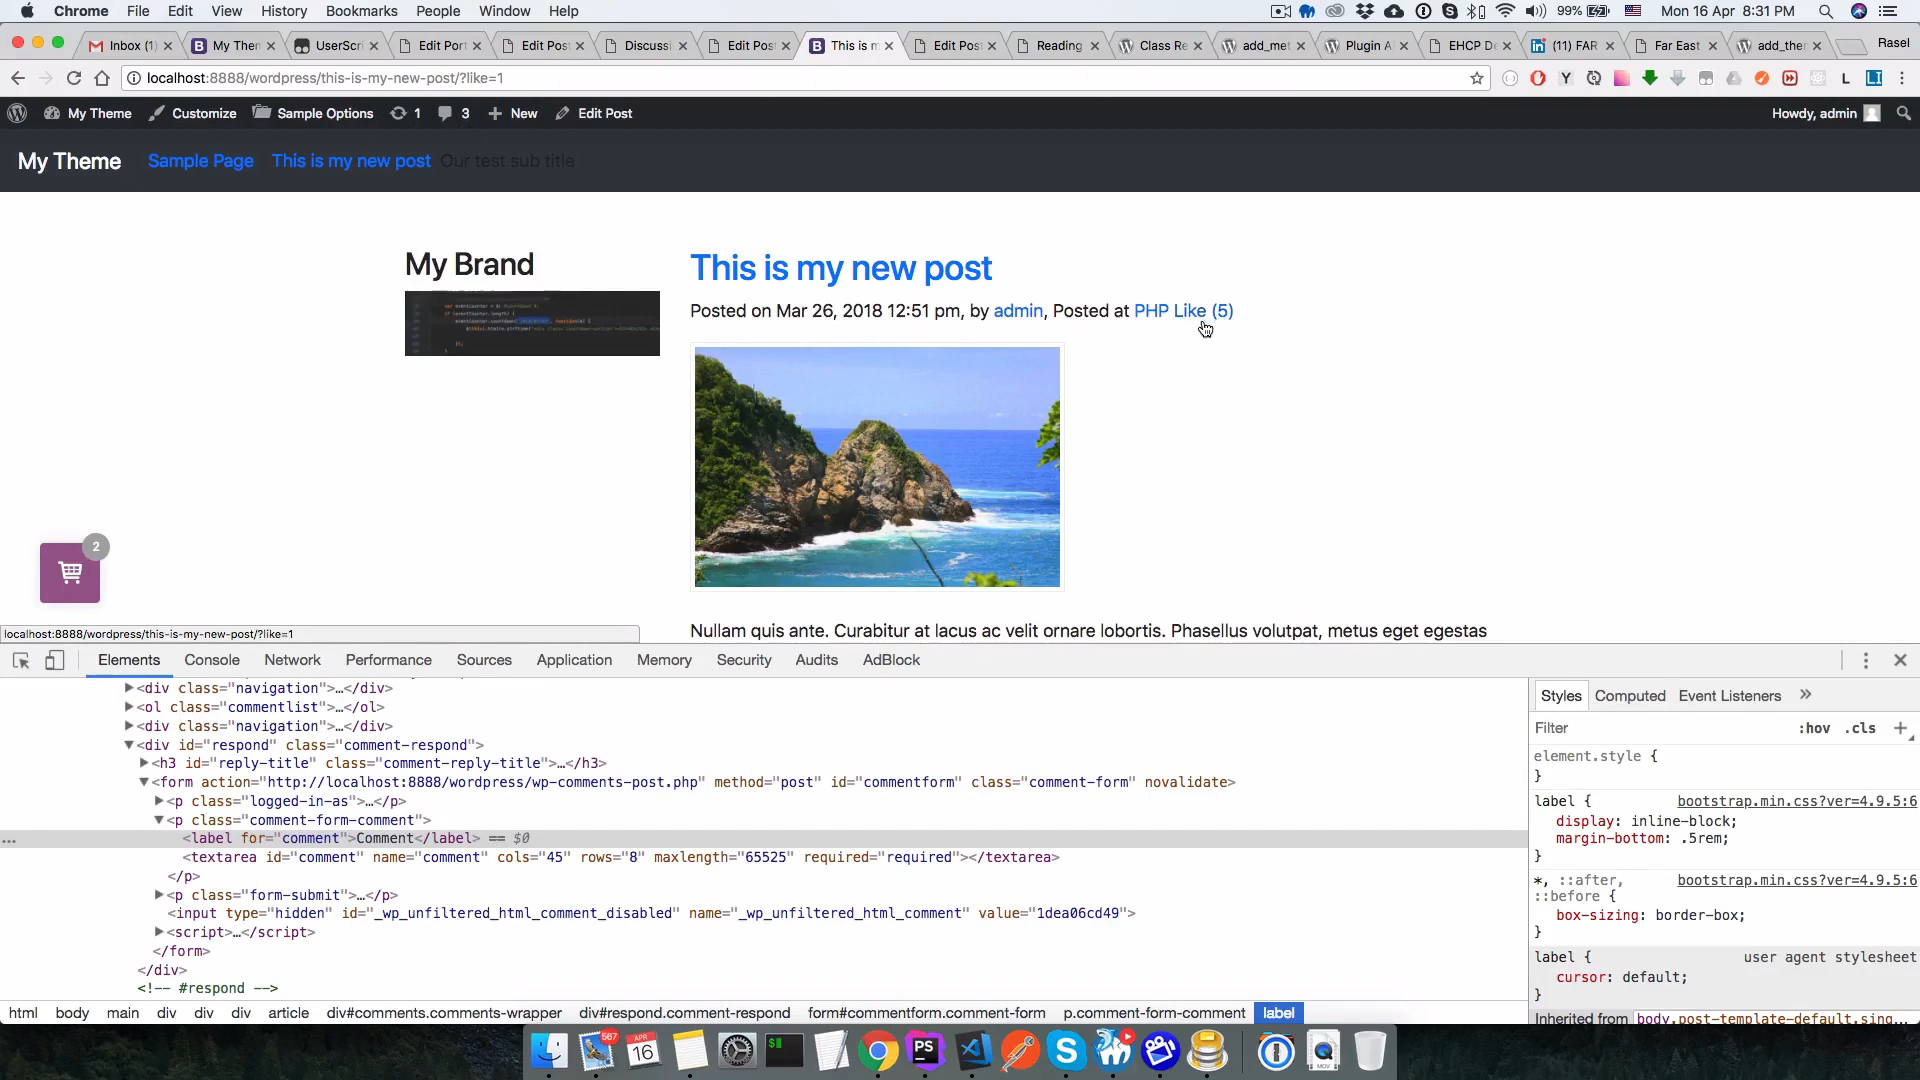 Chrome File Edit View History Bookmarks People Window Help 99% Mon 16 Apr 8:31 PM
Inbox (1) My Then UserScri Edit Port Edit Post Discussi Edit Post This is m Edit Post Reading Class Re add_met Plugin A EHCP De (11) FAR Far East add_the Rasel
localhost:8888/wordpress/this-is-my-new-post/?like=1
My Theme Customize Sample Options 1 3 New Edit Post Howdy, admin
My Theme Sample Page This is my new post Our test sub title
My Brand
This is my new post
Posted on Mar 26, 2018 12:51 pm, by admin, Posted at PHP Like (5)
2
Nullam quis ante. Curabitur at lacus ac velit ornare lobortis. Phasellus volutpat, metus eget egestas
localhost:8888/wordpress/this-is-my-new-post/?like=1
Elements Console Network Performance Sources Application Memory Security Audits AdBlock
<div class="navigation">…</div>
<ol class="commentlist">…</ol>
<div class="navigation">…</div>
<div id="respond" class="comment-respond">
<h3 id="reply-title" class="comment-reply-title">…</h3>
<form action="http://localhost:8888/wordpress/wp-comments-post.php" method="post" id="commentform" class="comment-form" novalidate>
<p class="logged-in-as">…</p>
<p class="comment-form-comment">
… <label for="comment">Comment</label> == $0
<textarea id="comment" name="comment" cols="45" rows="8" maxlength="65525" required="required"></textarea>
</p>
<p class="form-submit">…</p>
<input type="hidden" id="_wp_unfiltered_html_comment_disabled" name="_wp_unfiltered_html_comment" value="1dea06cd49">
<script>…</script>
</form>
</div>
<!-- #respond -->
html body main div div div article div#comments.comments-wrapper div#respond.comment-respond form#commentform.comment-form p.comment-form-comment label
Styles Computed Event Listeners »
Filter :hov .cls +
element.style {
}
label { bootstrap.min.css?ver=4.9.5:6
display: inline-block;
margin-bottom: .5rem;
}
*, ::after, bootstrap.min.css?ver=4.9.5:6
::before {
box-sizing: border-box;
}
label { user agent stylesheet
cursor: default;
}
Inherited from body.post-template-default.sing…
567 APR 16 PS